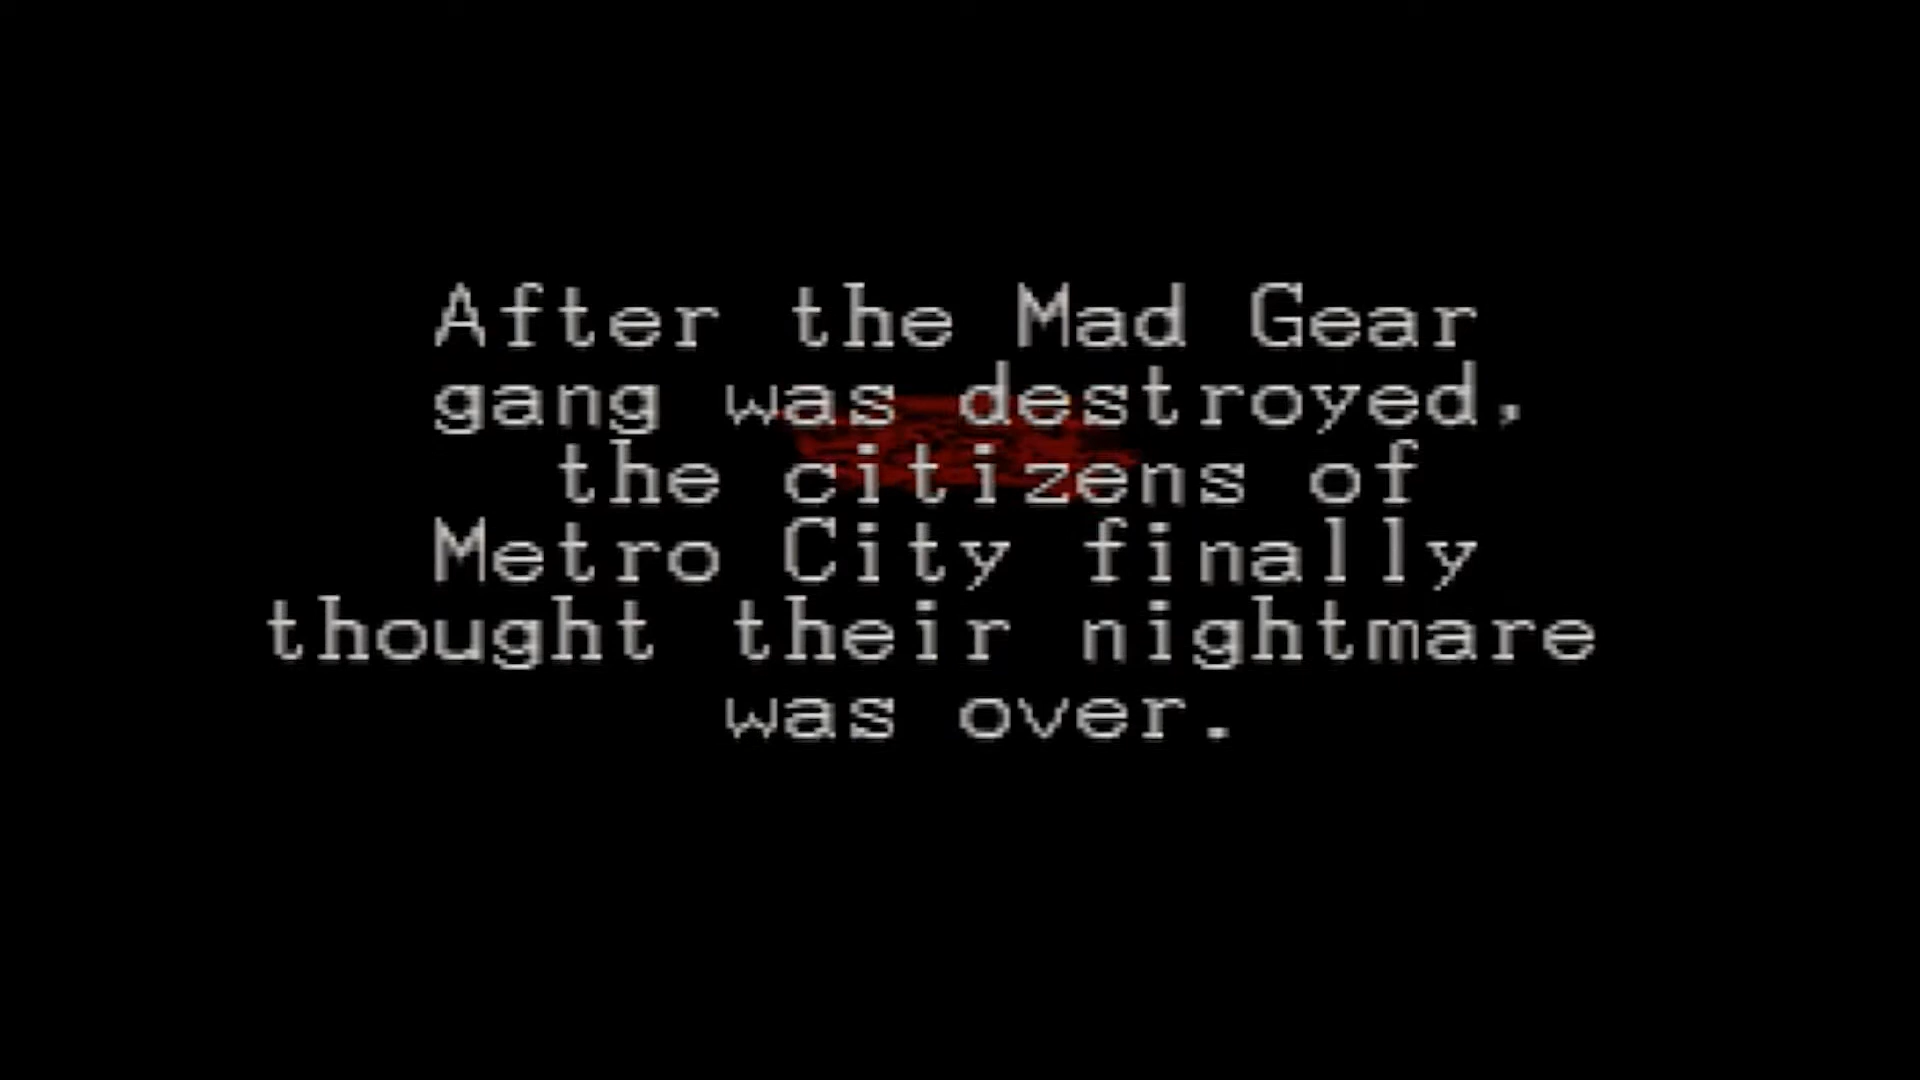 After the Mad Gear
gang was destroyed,
the citizens of
Metro City finally
thought their nightmare
was over.